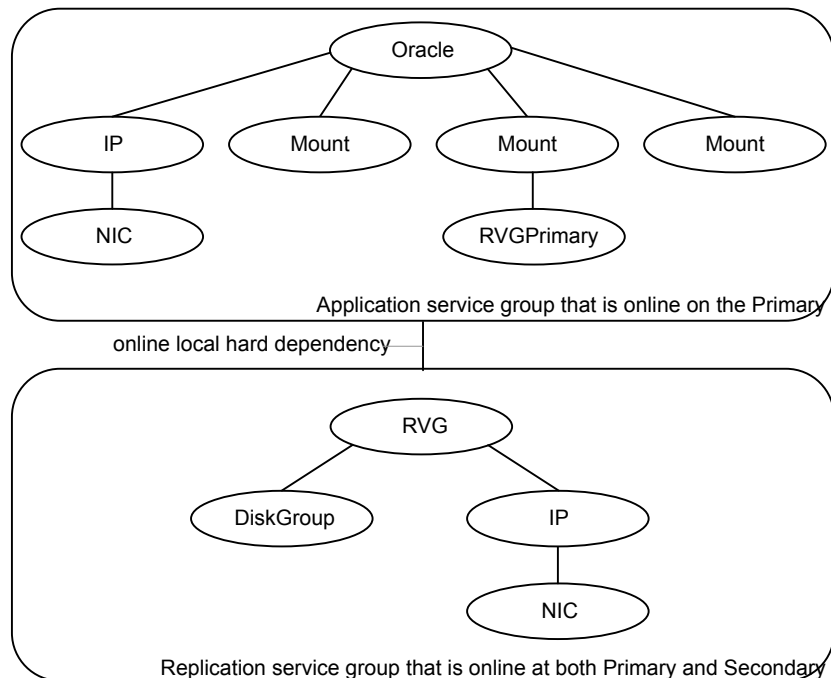 Oracle
IP
Mount
Mount
Mount
NIC
RVGPrimary
Application service group that is online on the Primary
online local hard dependency
RVG
DiskGroup
IP
NIC
Replication service group that is online at both Primary and Secondary